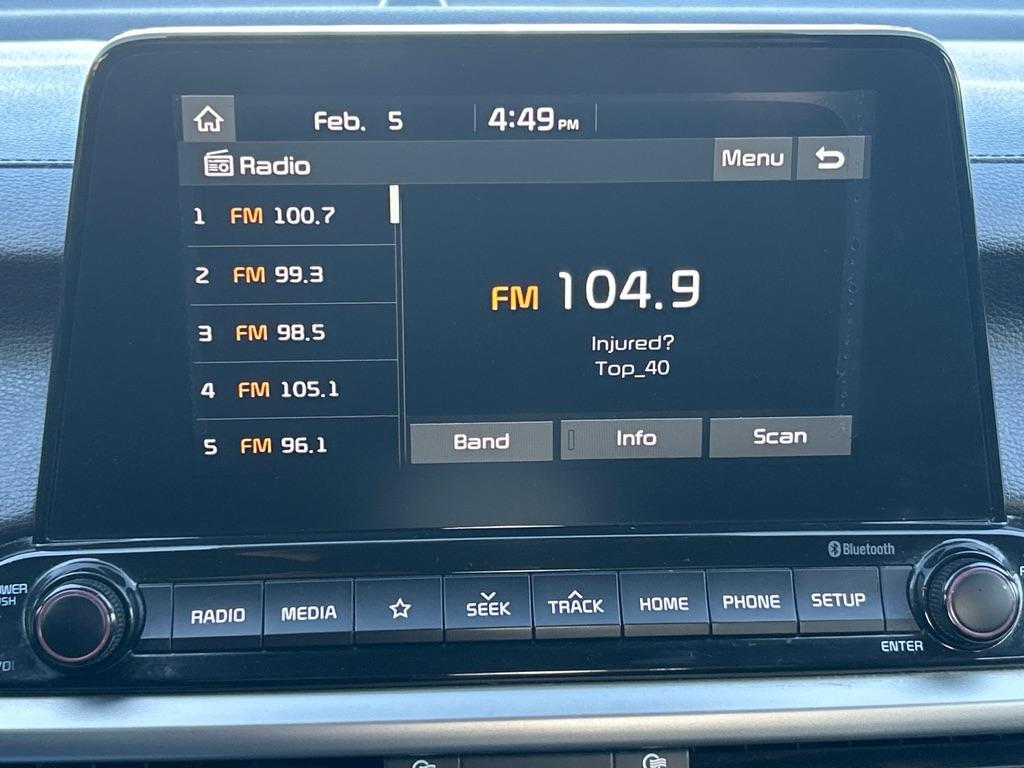 Feb. 5 4:49 PM
Radio Menu
1 FM 100.7
2 FM 99.3
3 FM 98.5
4 FM 105.1
5 FM 96.1
FM 104.9
Injured?
Top_40
Band Info Scan
Bluetooth
RADIO MEDIA SEEK TRACK HOME PHONE SETUP
ENTER